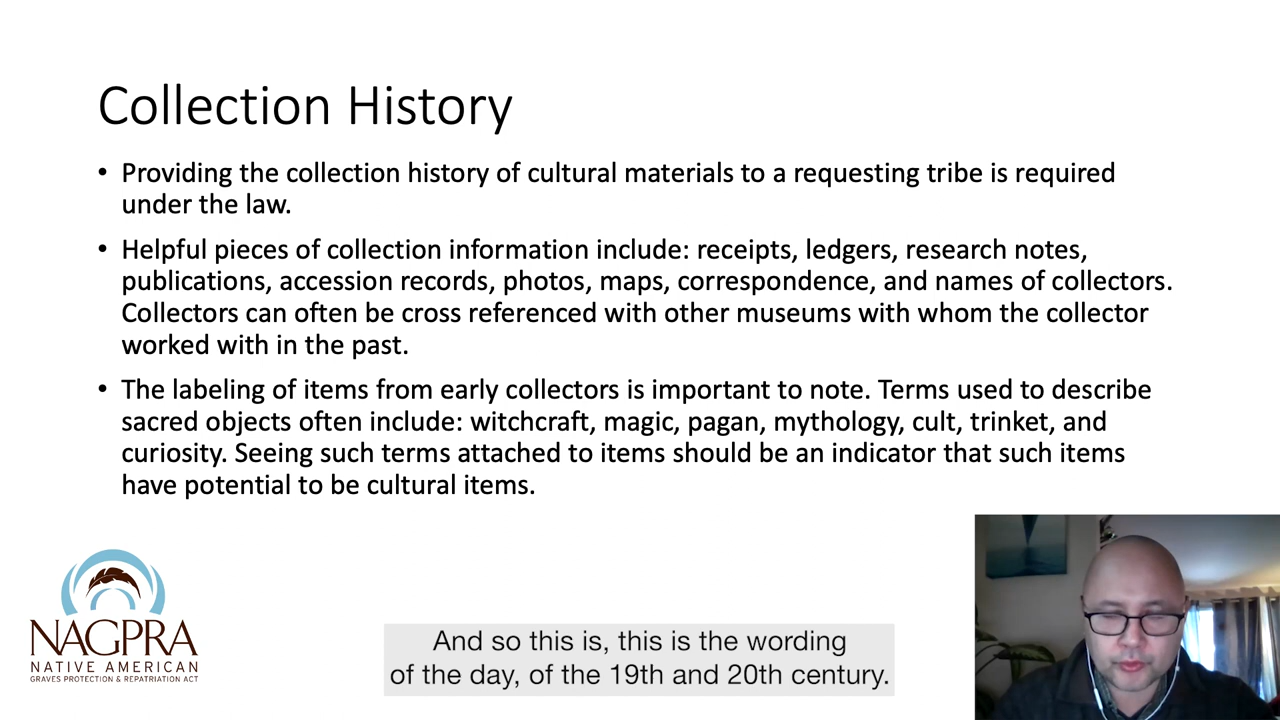 Collection History
• Providing the collection history of cultural materials to a requesting tribe is required
under the law.
• Helpful pieces of collection information include: receipts, ledgers, research notes,
publications, accession records, photos, maps, correspondence, and names of collectors.
Collectors can often be cross referenced with other museums with whom the collector
worked with in the past.
• The labeling of items from early collectors is important to note. Terms used to describe
sacred objects often include: witchcraft, magic, pagan, mythology, cult, trinket, and
curiosity. Seeing such terms attached to items should be an indicator that such items
have potential to be cultural items.
NAGPRA
NATIVE AMERICAN
GRAVES PROTECTION & REPATRIATION ACT
And so this is, this is the wording
of the day, of the 19th and 20th century.